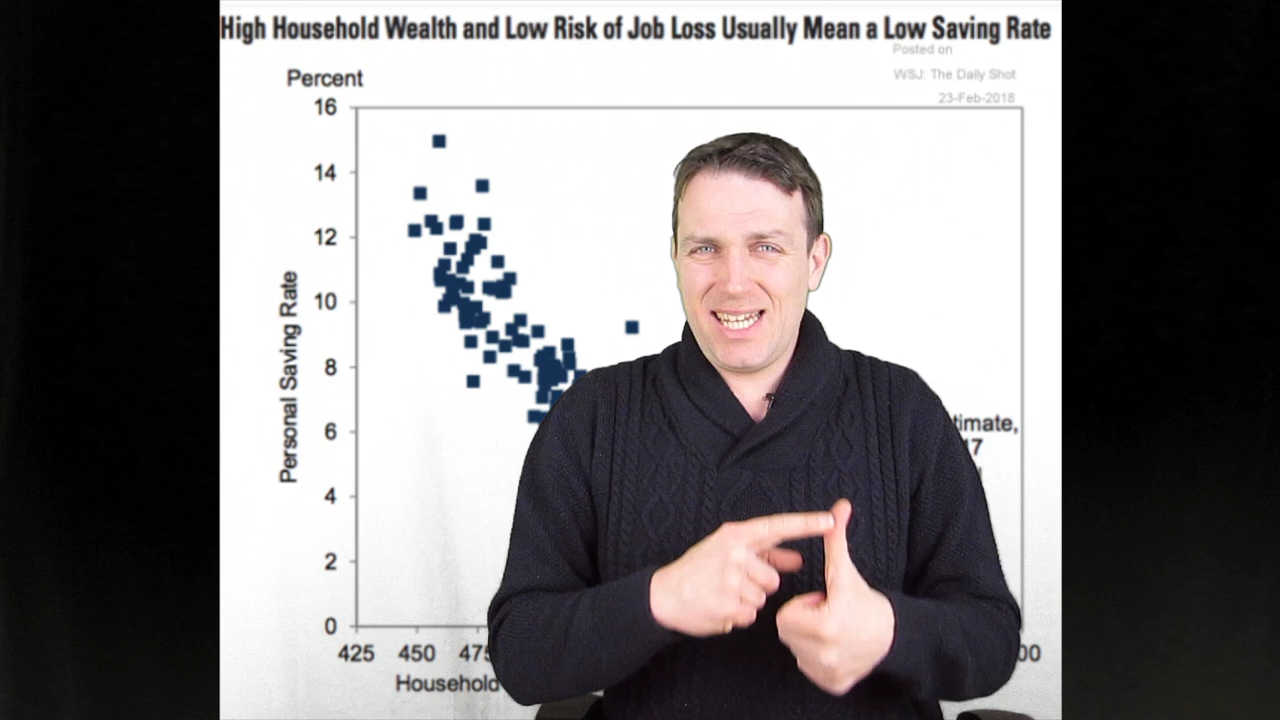 High Household Wealth and Low Risk of Job Loss Usually Mean a Low Saving Rate
Posted on
WSJ: The Daily Shot
23-Feb-2018
Percent
16
14
12
10
8
6
4
2
0
Personal Saving Rate
timate,
17
425 450 475 00
Household